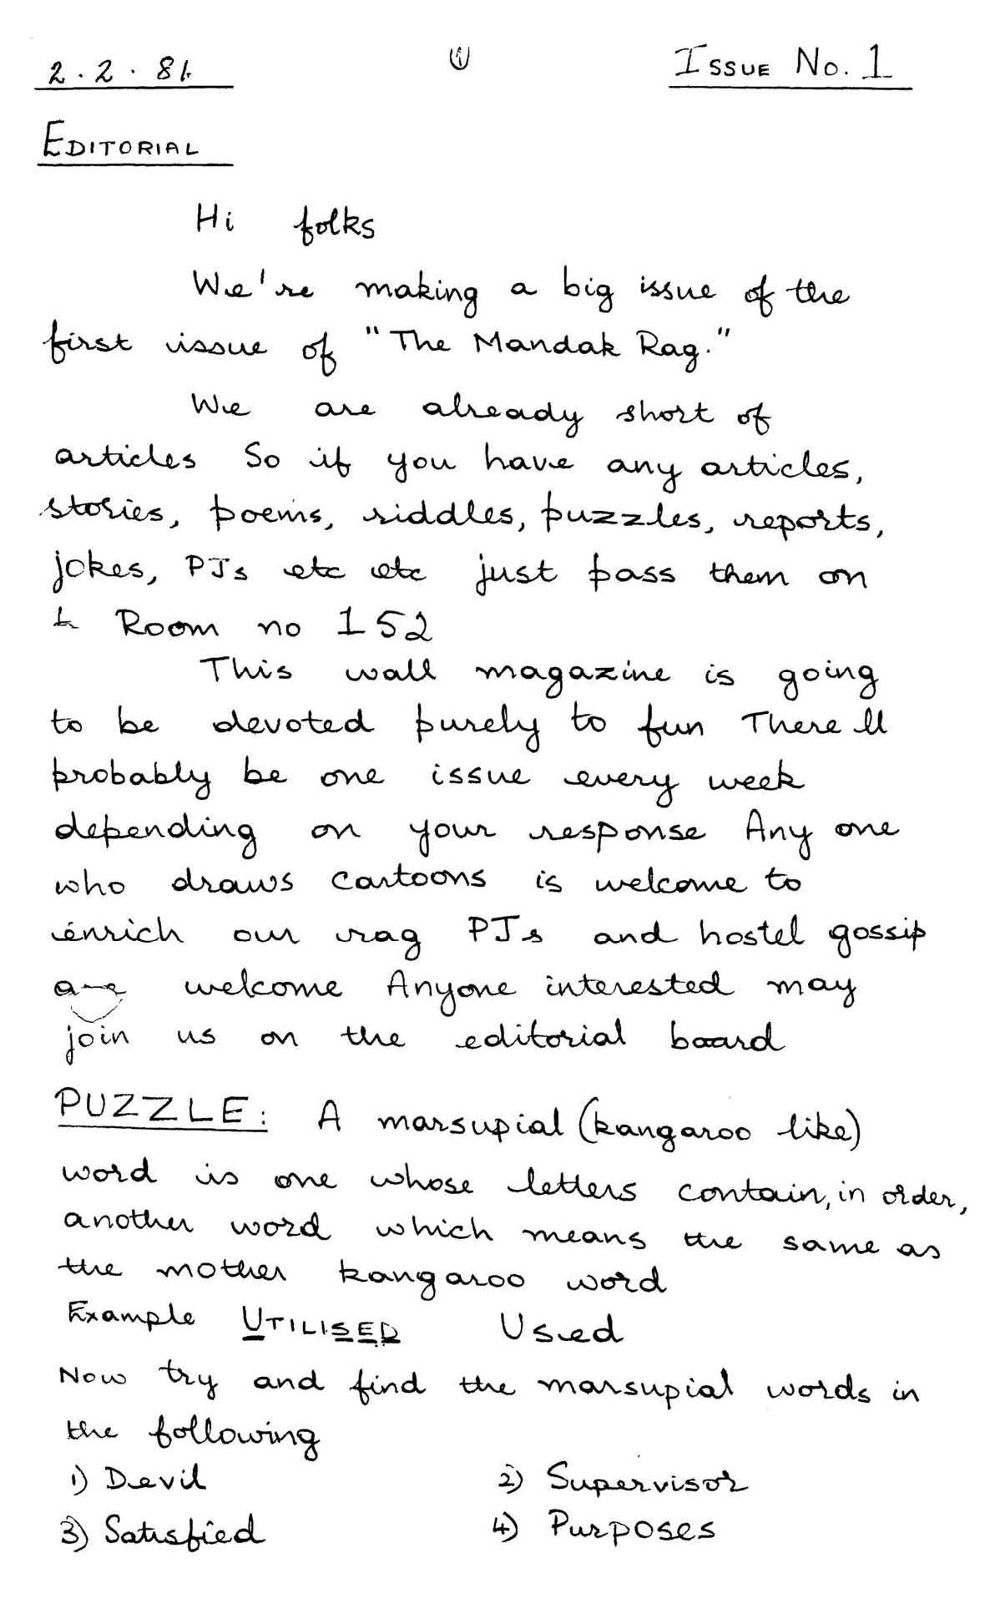 2.2.81.
①
ISSUE No. 1
EDITORIAL
Hi folks
We're making a big issue of the
first issue of "The Mandak Rag."
We are already short of
articles So if you have any articles,
stories, poems, riddles, puzzles, reports,
jokes, PJs etc etc just pass them on
to Room no 152
This wall magazine is going
to be devoted purely to fun There ll
probably be one issue every week
depending on your response Any one
who draws cartoons is welcome to
enrich our rag PJs and hostel gossip
are welcome Anyone interested may
join us on the editorial board
PUZZLE: A marsupial (kangaroo like)
word is one whose letters contain, in order,
another word which means the same as
the mother kangaroo word
Example UTILISED Used
Now try and find the marsupial words in
the following
1) Devil 2) Supervisor
3) Satisfied 4) Purposes